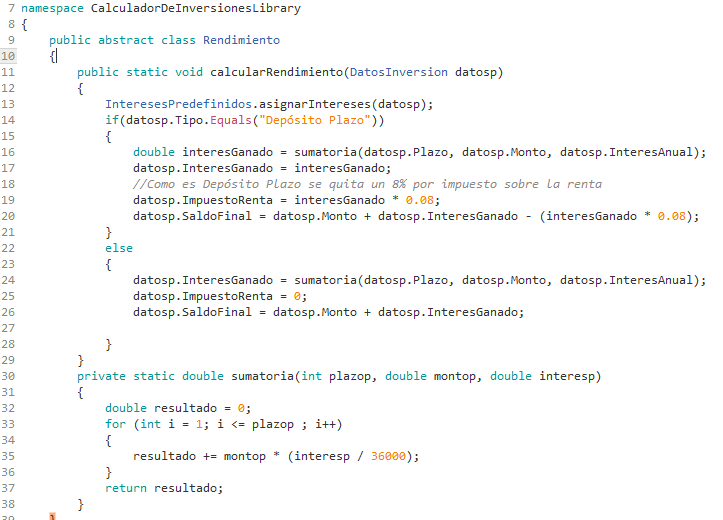 7 namespace CalculadorDeInversionesLibrary
8 {
9 public abstract class Rendimiento
10 {
11 public static void calcularRendimiento(DatosInversion datosp)
12 {
13 InteresesPredefinidos.asignarIntereses(datosp);
14 if(datosp.Tipo.Equals("Depósito Plazo"))
15 {
16 double interesGanado = sumatoria(datosp.Plazo, datosp.Monto, datosp.InteresAnual);
17 datosp.InteresGanado = interesGanado;
18 //Como es Depósito Plazo se quita un 8% por impuesto sobre la renta
19 datosp.ImpuestoRenta = interesGanado * 0.08;
20 datosp.SaldoFinal = datosp.Monto + datosp.InteresGanado - (interesGanado * 0.08);
21 }
22 else
23 {
24 datosp.InteresGanado = sumatoria(datosp.Plazo, datosp.Monto, datosp.InteresAnual);
25 datosp.ImpuestoRenta = 0;
26 datosp.SaldoFinal = datosp.Monto + datosp.InteresGanado;
27
28 }
29 }
30 private static double sumatoria(int plazop, double montop, double interesp)
31 {
32 double resultado = 0;
33 for (int i = 1; i <= plazop ; i++)
34 {
35 resultado += montop * (interesp / 36000);
36 }
37 return resultado;
38 }
39 }